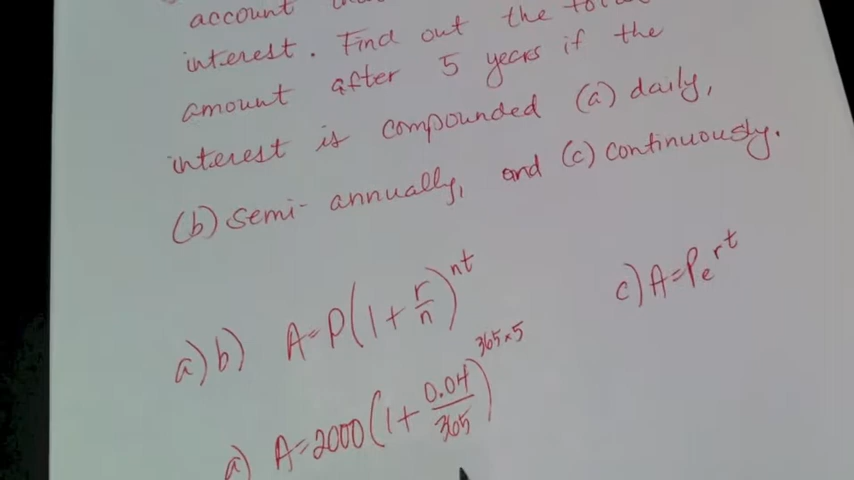 account
interest. Find out the
amount after 5 years if the
interest is compounded (a) daily,
(b) semi-annually, and (c) continuously.
a) b) A=P(1+r/n)^nt c) A=Pe^rt
a) A=2000(1+0.04/365)^365×5